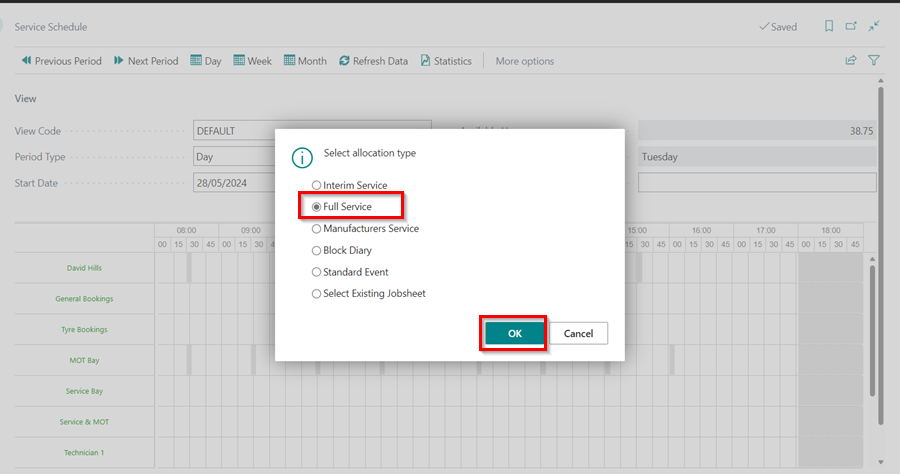 Service Schedule
Saved
Previous Period Next Period Day Week Month Refresh Data Statistics More options
View
View Code DEFAULT 38.75
Period Type Day Tuesday
Start Date 28/05/2024
Select allocation type
Interim Service
Full Service
Manufacturers Service
Block Diary
Standard Event
Select Existing Jobsheet
OK Cancel
08:00 09:00 15:00 16:00 17:00 18:00
00 15 30 45 00 15 30 45 15 30 45 00 15 30 45 00 15 30 45 00 15 30 45
David Hills
General Bookings
Tyre Bookings
MOT Bay
Service Bay
Service & MOT
Technician 1